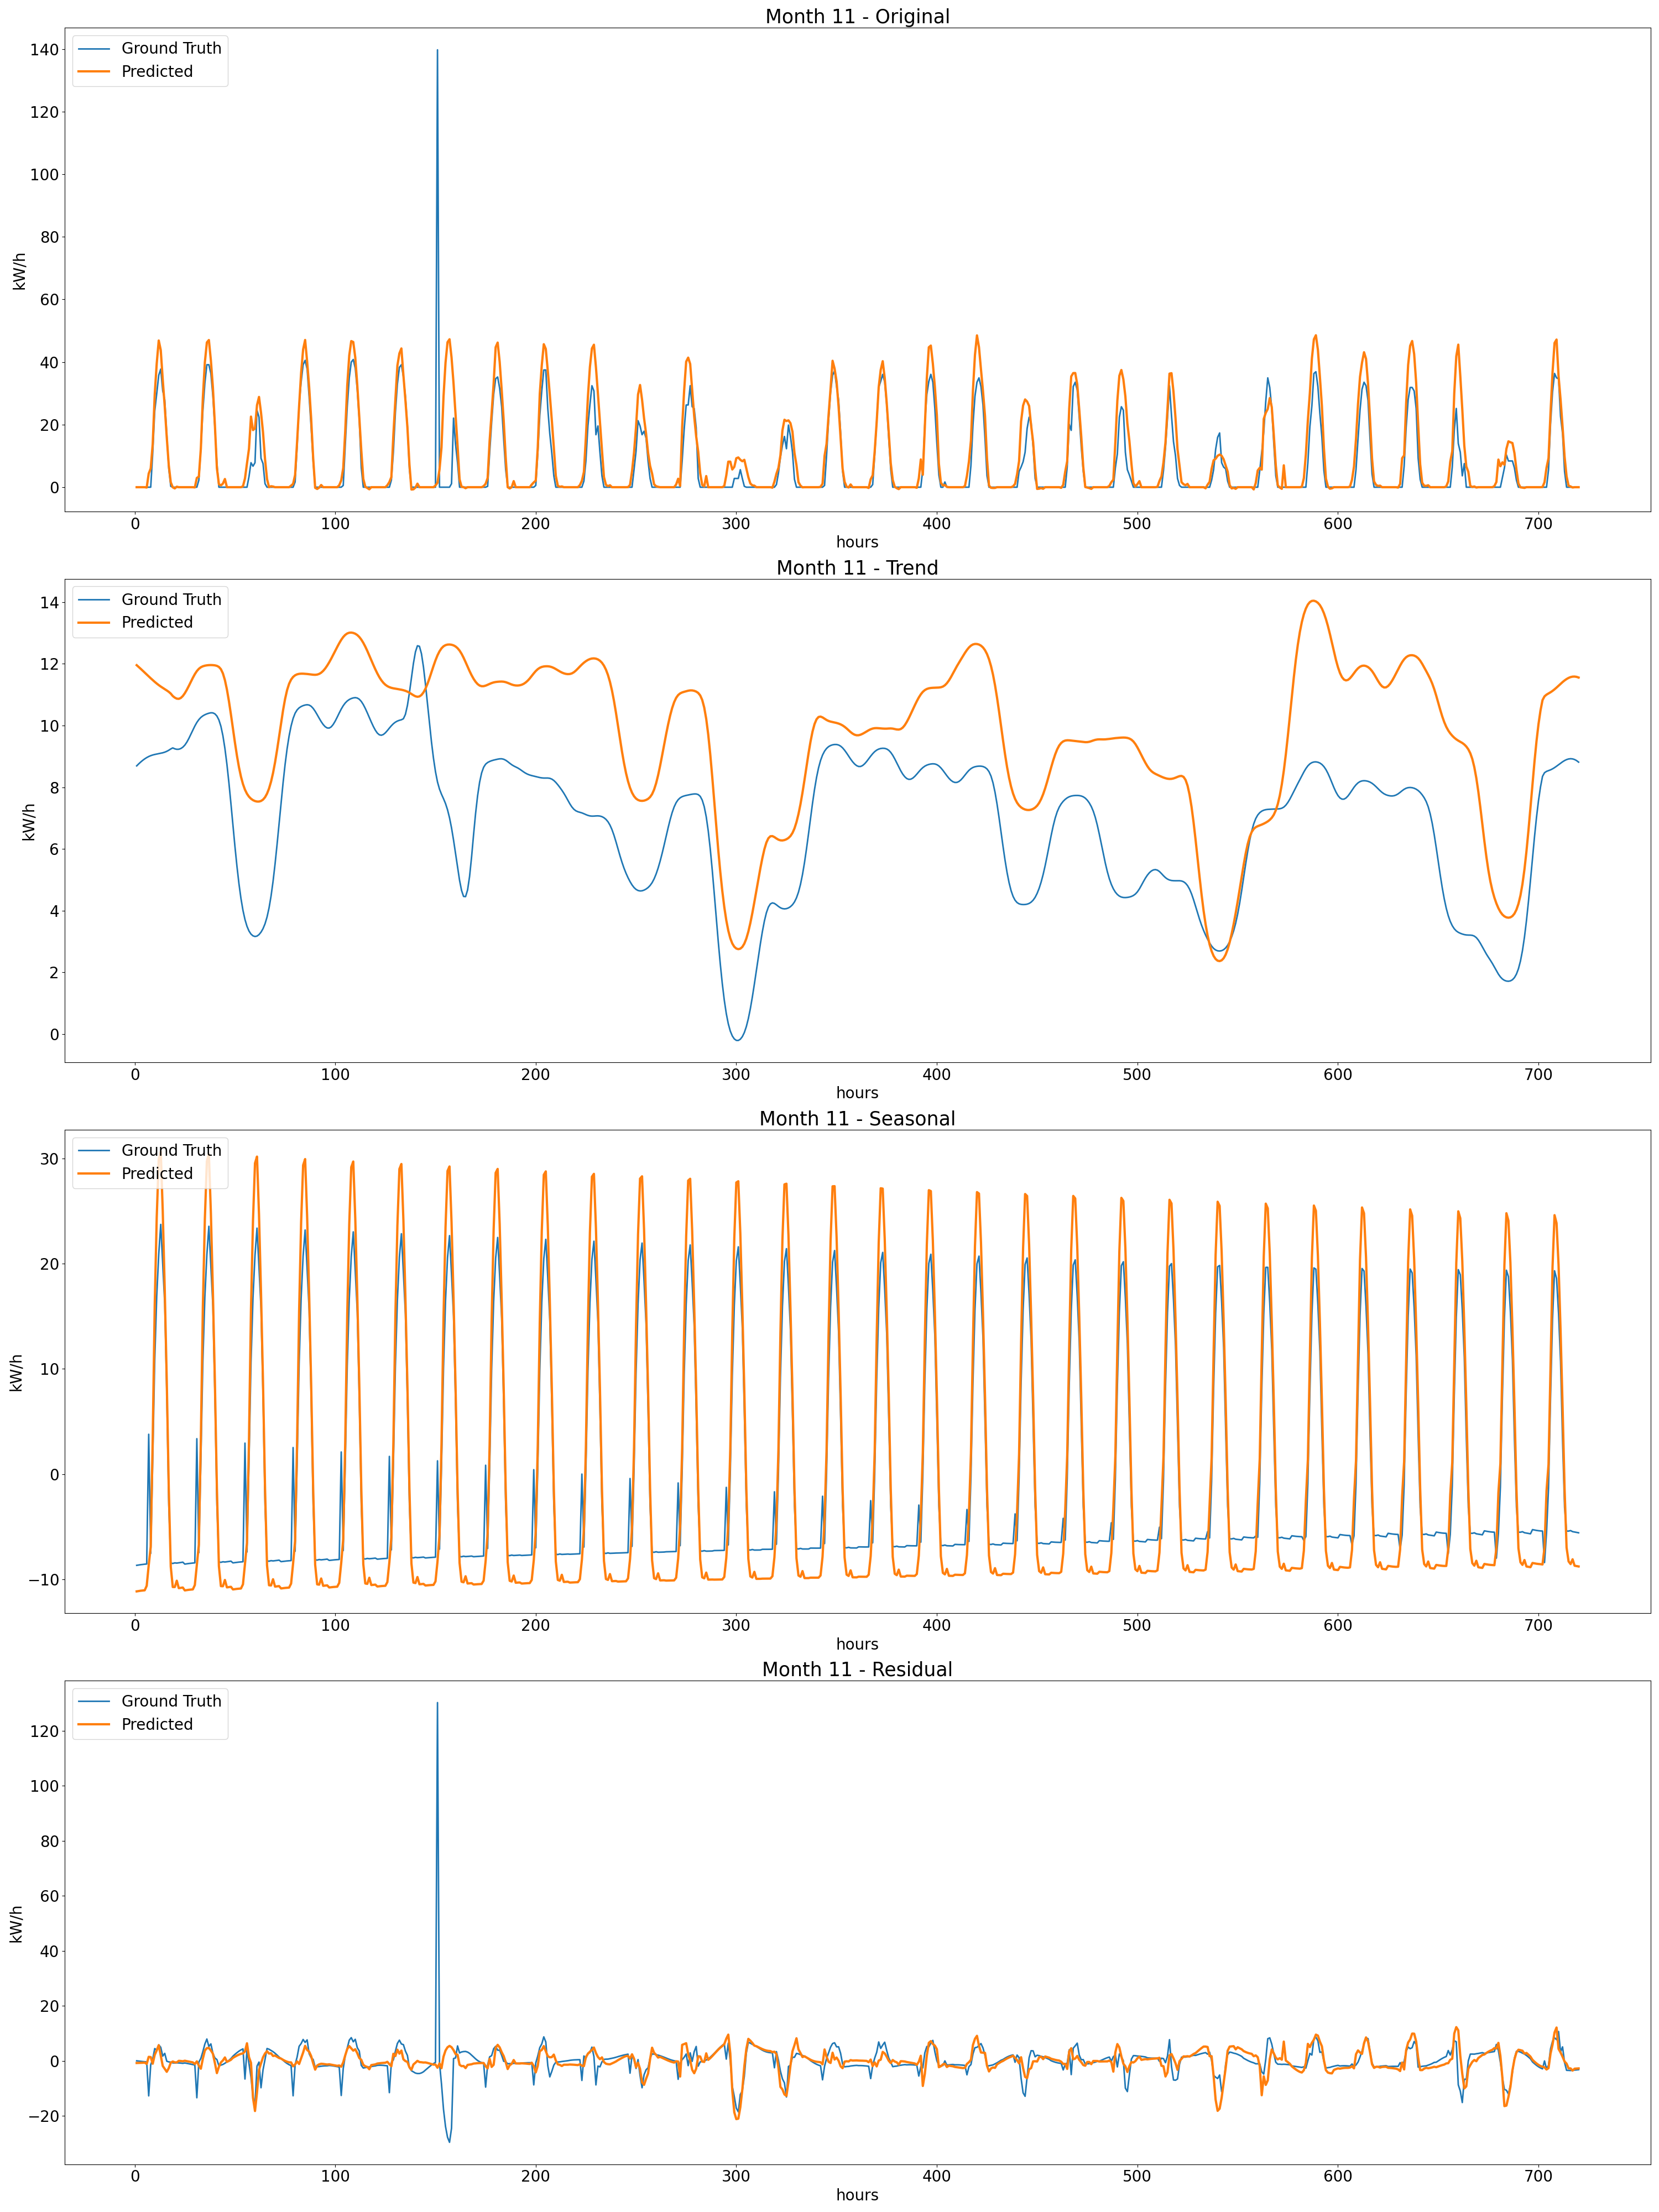 Month 11 - Original
Ground Truth
Predicted
140
120
100
80
60
40
20
0
kW/h
0 100 200 300 400 500 600 700
hours
Month 11 - Trend
Ground Truth
Predicted
14
12
10
8
6
4
2
0
kW/h
0 100 200 300 400 500 600 700
hours
Month 11 - Seasonal
Ground Truth
Predicted
30
20
10
0
−10
kW/h
0 100 200 300 400 500 600 700
hours
Month 11 - Residual
Ground Truth
Predicted
120
100
80
60
40
20
0
−20
kW/h
0 100 200 300 400 500 600 700
hours